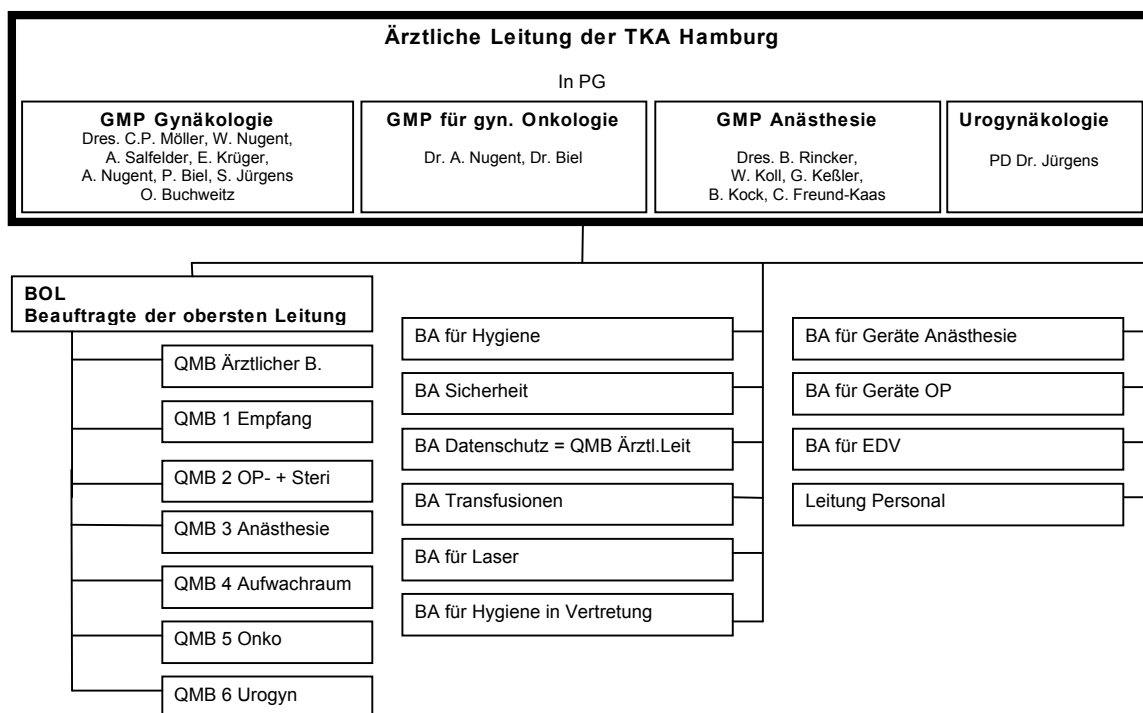 Ärztliche Leitung der TKA Hamburg
In PG
GMP Gynäkologie
Dres. C.P. Möller, W. Nugent,
A. Salfelder, E. Krüger,
A. Nugent, P. Biel, S. Jürgens
O. Buchweitz
GMP für gyn. Onkologie
Dr. A. Nugent, Dr. Biel
GMP Anästhesie
Dres. B. Rincker,
W. Koll, G. Keßler,
B. Kock, C. Freund-Kaas
Urogynäkologie
PD Dr. Jürgens
BOL
Beauftragte der obersten Leitung
QMB Ärztlicher B.
QMB 1 Empfang
QMB 2 OP- + Steri
QMB 3 Anästhesie
QMB 4 Aufwachraum
QMB 5 Onko
QMB 6 Urogyn
BA für Hygiene
BA Sicherheit
BA Datenschutz = QMB Ärztl.Leit
BA Transfusionen
BA für Laser
BA für Hygiene in Vertretung
BA für Geräte Anästhesie
BA für Geräte OP
BA für EDV
Leitung Personal